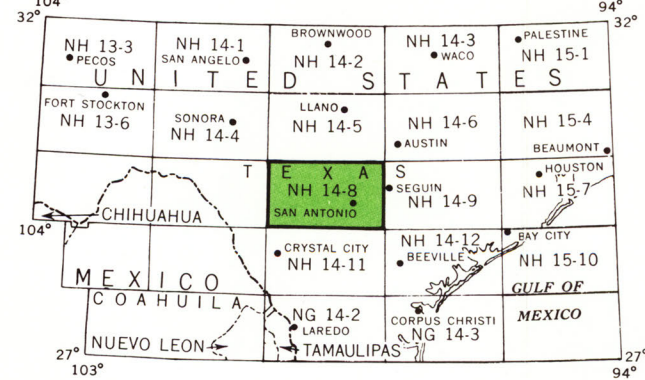 104°
94°
32°
32°
NH 13-3
PECOS
NH 14-1
SAN ANGELO
BROWNWOOD
NH 14-2
NH 14-3
WACO
PALESTINE
NH 15-1
UNITED STATES
FORT STOCKTON
NH 13-6
SONORA
NH 14-4
LLANO
NH 14-5
NH 14-6
AUSTIN
NH 15-4
BEAUMONT
TEXAS
NH 14-8
SAN ANTONIO
SEGUIN
NH 14-9
HOUSTON
NH 15-7
CHIHUAHUA
104°
CRYSTAL CITY
NH 14-11
NH 14-12
BEEVILLE
BAY CITY
NH 15-10
MEXICO
COAHUILA
GULF OF
MEXICO
NG 14-2
LAREDO
CORPUS CHRISTI
NG 14-3
NUEVO LEON
TAMAULIPAS
27°
27°
103°
94°